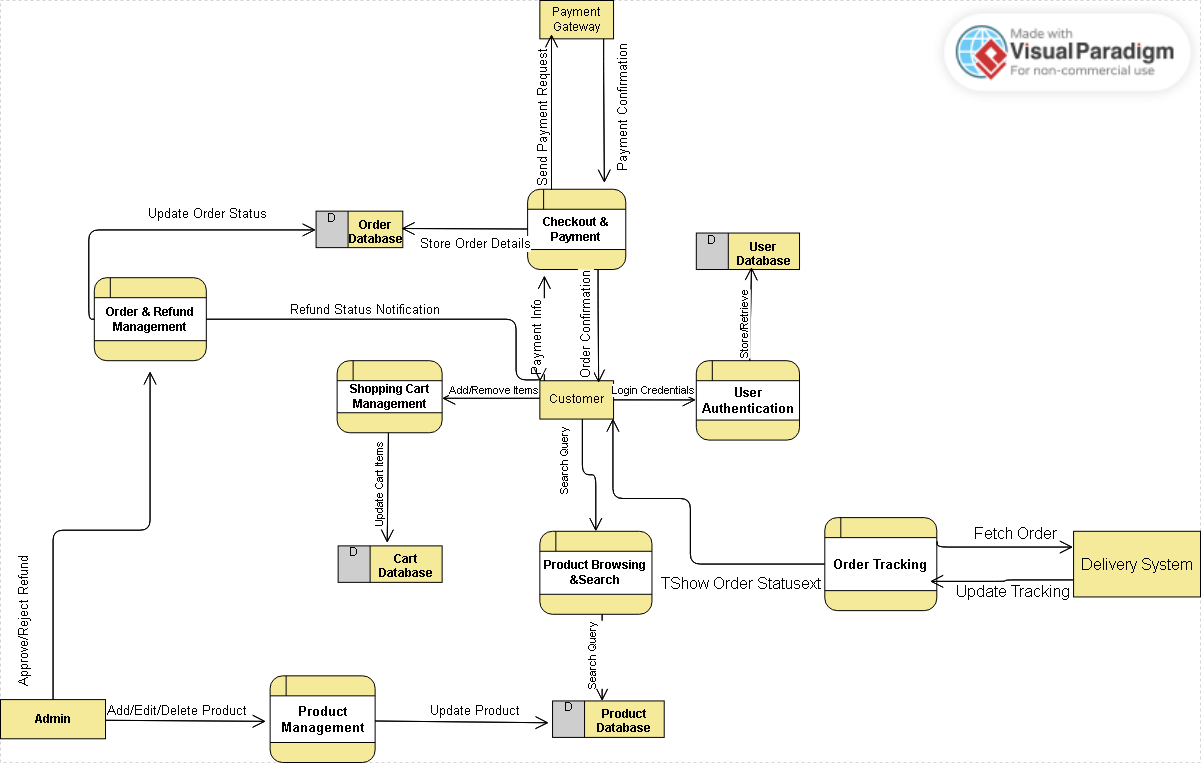 Payment
Gateway
Made with
Visual Paradigm
For non-commercial use
Send Payment Request
Payment Confirmation
Update Order Status
D
Order
Database
Store Order Details
Checkout &
Payment
D
User
Database
Order & Refund
Management
Refund Status Notification
Payment Info
Order Confirmation
Store/Retrieve
Shopping Cart
Management
Add/Remove Items
Customer
Login Credentials
User
Authentication
Update Cart Items
Search Query
D
Cart
Database
Product Browsing
&Search
TShow Order Statusext
Order Tracking
Fetch Order
Update Tracking
Delivery System
Approve/Reject Refund
Search Query
Admin
Add/Edit/Delete Product
Product
Management
Update Product
D
Product
Database